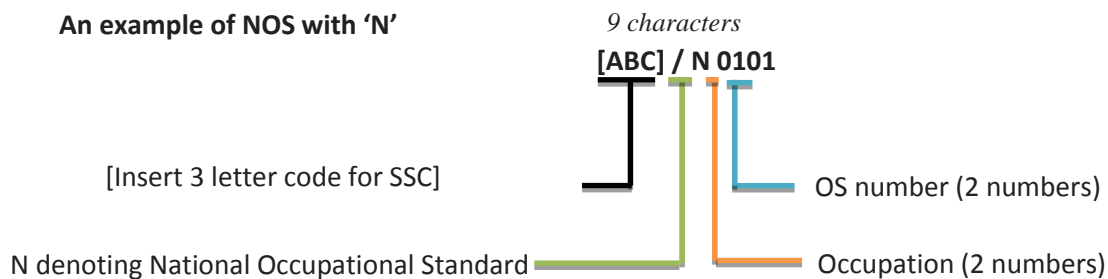 An example of NOS with ‘N’
9 characters
[ABC] / N 0101
[Insert 3 letter code for SSC]
OS number (2 numbers)
N denoting National Occupational Standard
Occupation (2 numbers)